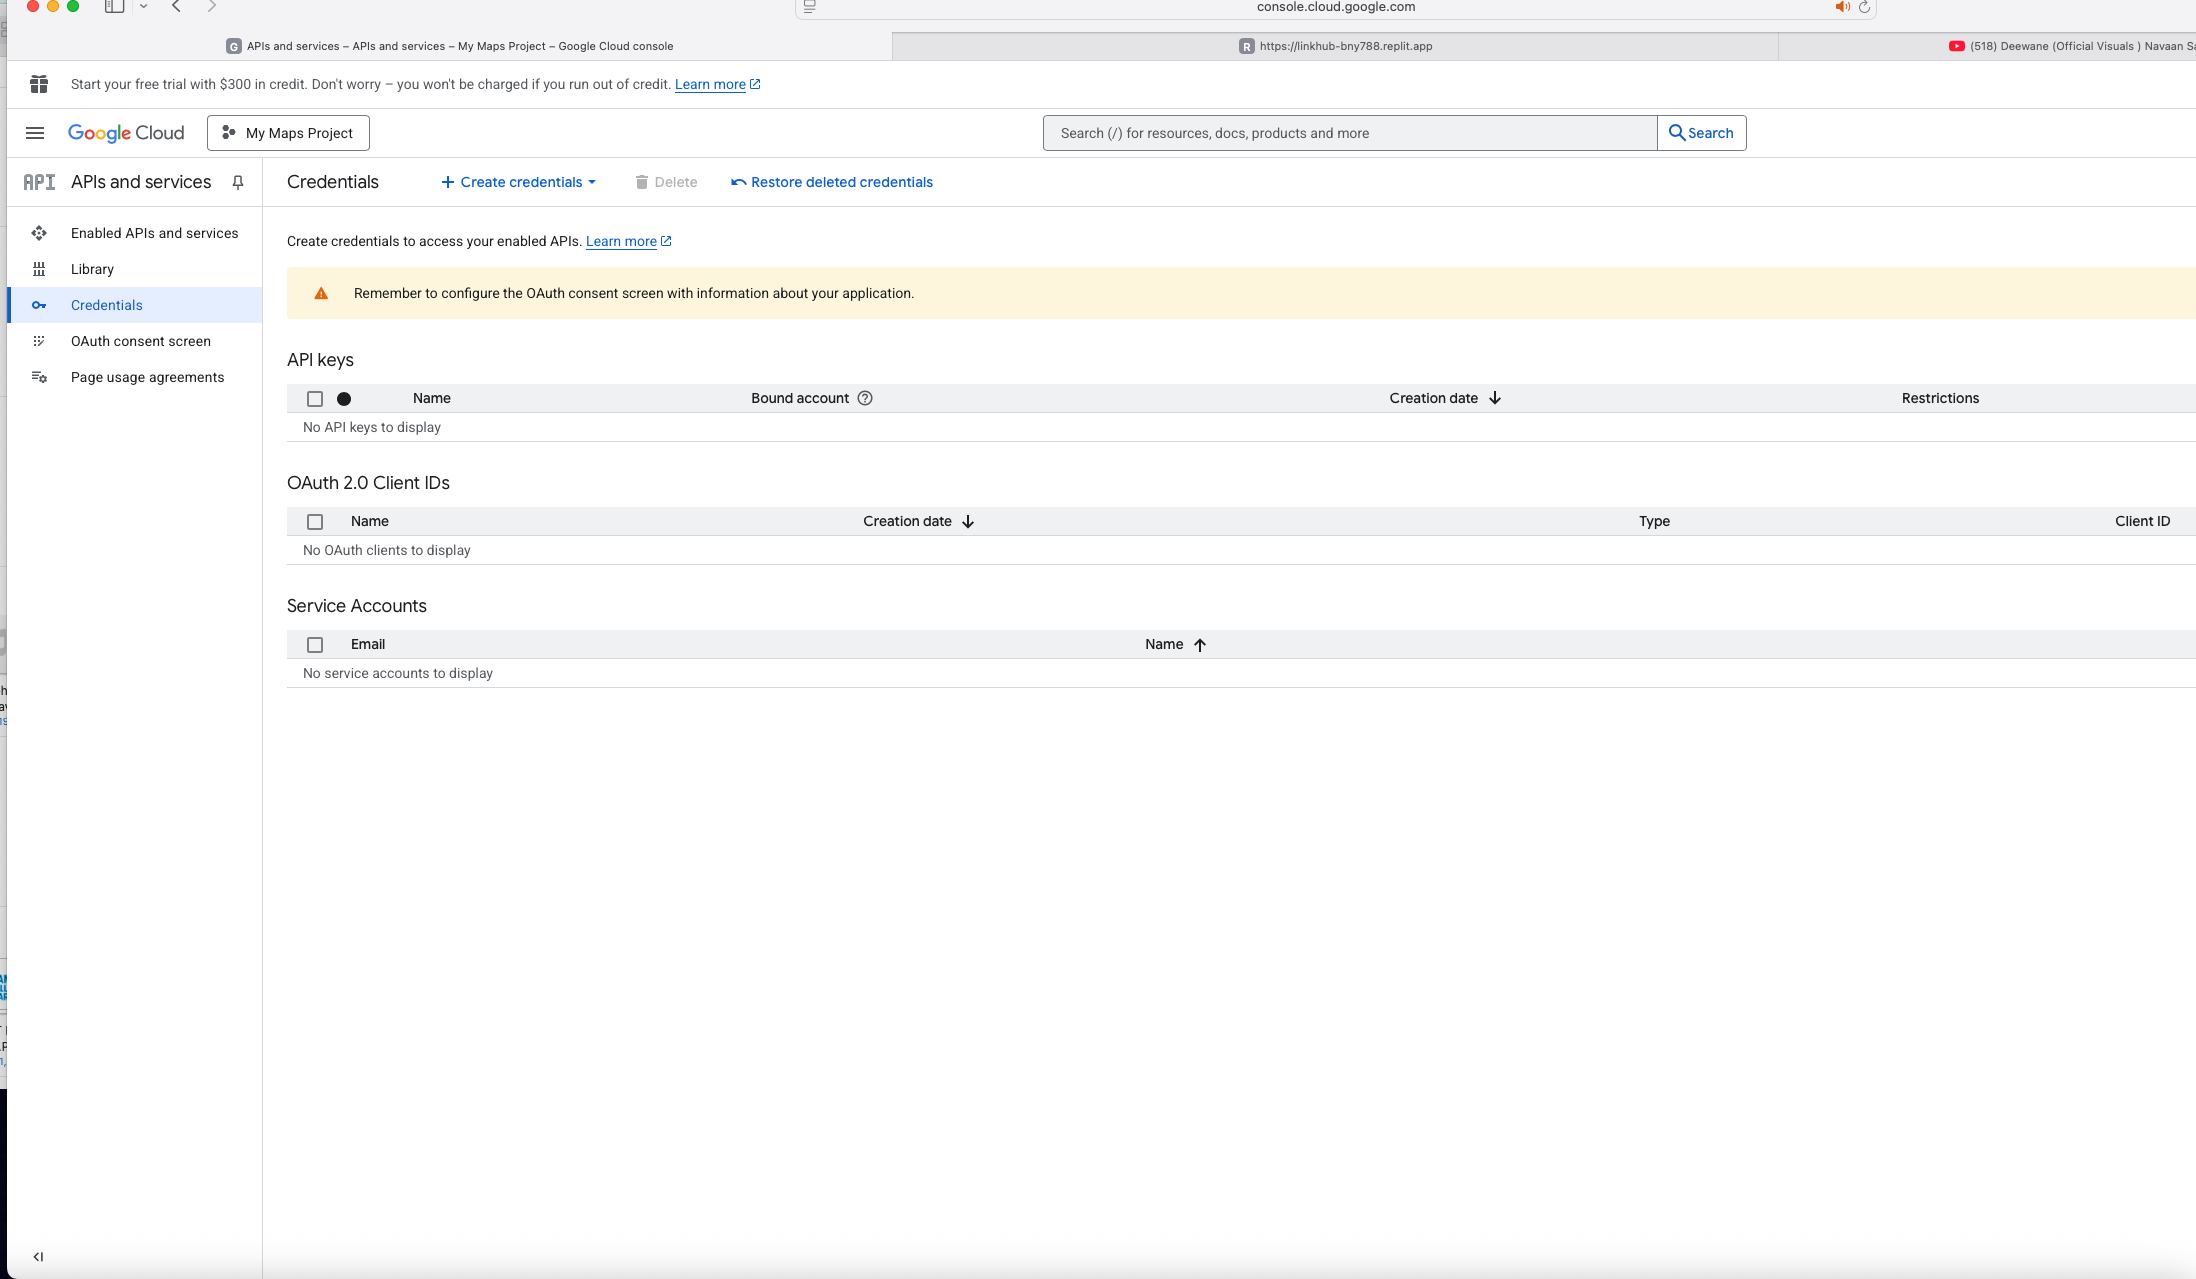 console.cloud.google.com
G APIs and services – APIs and services – My Maps Project – Google Cloud console
R https://linkhub-bny788.replit.app
(518) Deewane (Official Visuals ) Navaan
Start your free trial with $300 in credit. Don't worry – you won't be charged if you run out of credit. Learn more
Google Cloud
My Maps Project
Search (/) for resources, docs, products and more
Search
API APIs and services
Credentials
Create credentials
Delete
Restore deleted credentials
Enabled APIs and services
Library
Credentials
OAuth consent screen
Page usage agreements
Create credentials to access your enabled APIs. Learn more
Remember to configure the OAuth consent screen with information about your application.
API keys
Name Bound account Creation date Restrictions
No API keys to display
OAuth 2.0 Client IDs
Name Creation date Type Client ID
No OAuth clients to display
Service Accounts
Email Name
No service accounts to display